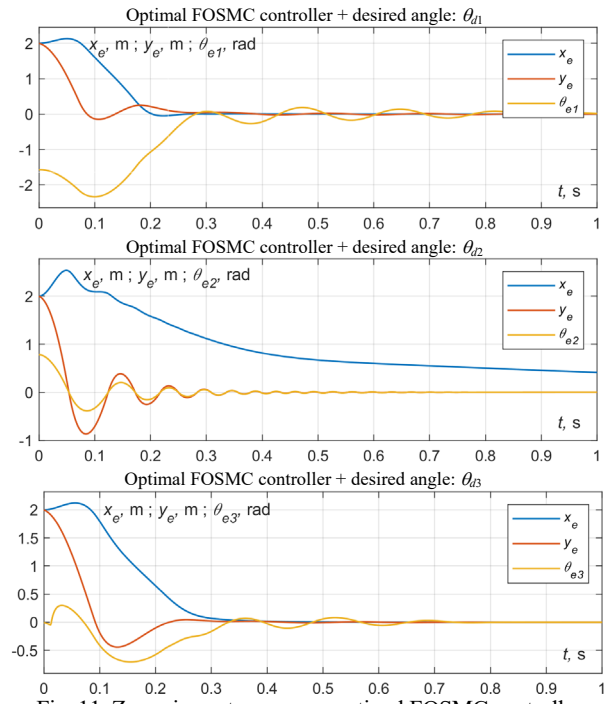 Optimal FOSMC controller + desired angle: θd1
2
1
0
-1
-2
xe, m ; ye, m ; θe1, rad
xe
ye
θe1
t, s
0 0.1 0.2 0.3 0.4 0.5 0.6 0.7 0.8 0.9 1
Optimal FOSMC controller + desired angle: θd2
2
1
0
-1
xe, m ; ye, m ; θe2, rad
xe
ye
θe2
t, s
0 0.1 0.2 0.3 0.4 0.5 0.6 0.7 0.8 0.9 1
Optimal FOSMC controller + desired angle: θd3
2
1.5
1
0.5
0
-0.5
xe, m ; ye, m ; θe3, rad
xe
ye
θe3
t, s
0 0.1 0.2 0.3 0.4 0.5 0.6 0.7 0.8 0.9 1